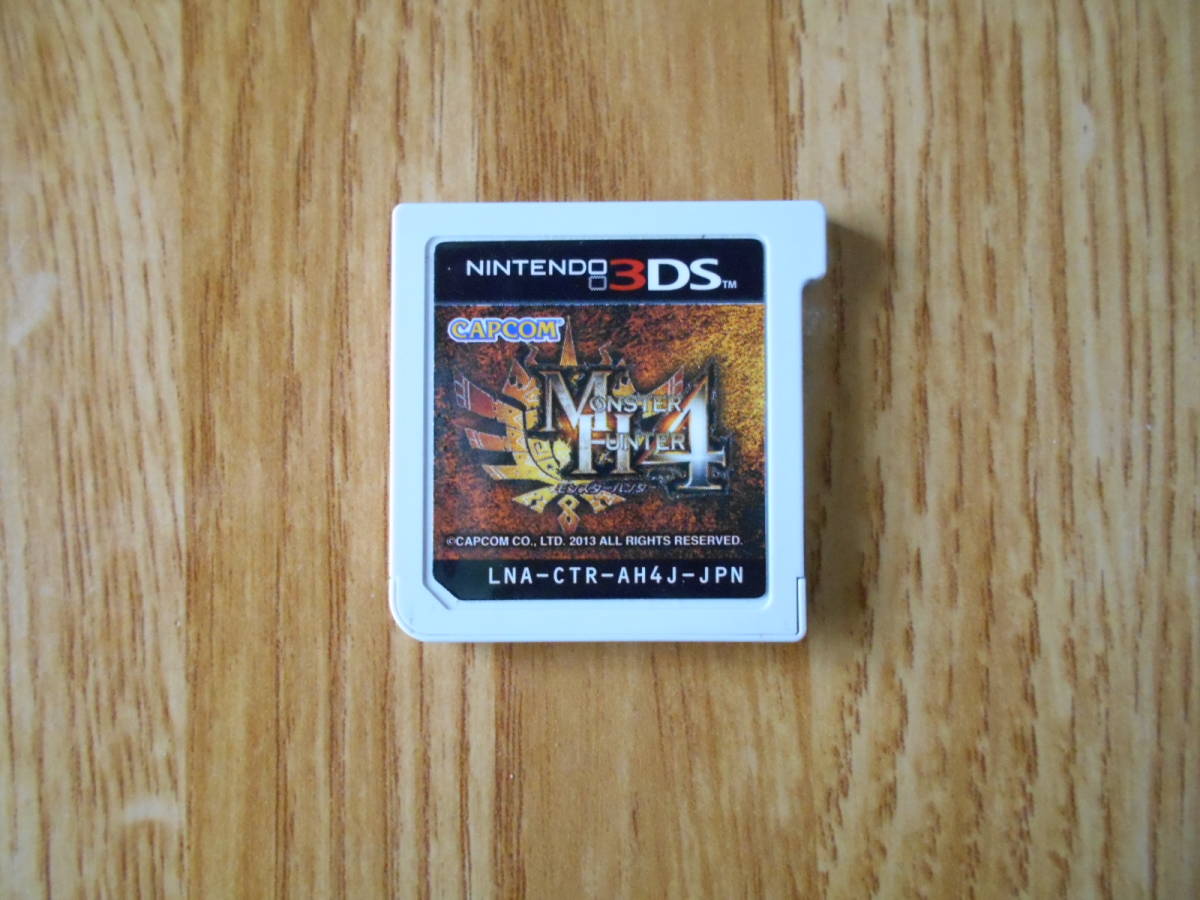 NINTENDO 3DS™
CAPCOM
MONSTER
HUNTER 4
モンスターハンター
©CAPCOM CO., LTD. 2013 ALL RIGHTS RESERVED.
LNA-CTR-AH4J-JPN